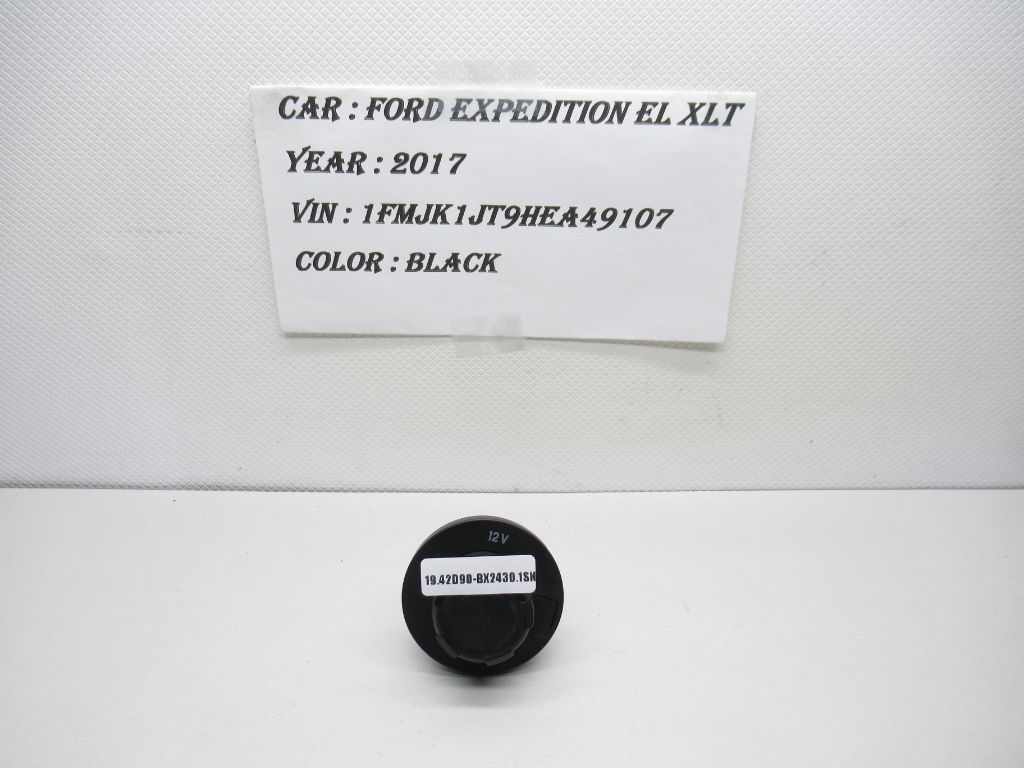 CAR : FORD EXPEDITION EL XLT
YEAR : 2017
VIN : 1FMJK1JT9HEA49107
COLOR : BLACK
12V
19.42D90-BX2430.1SN